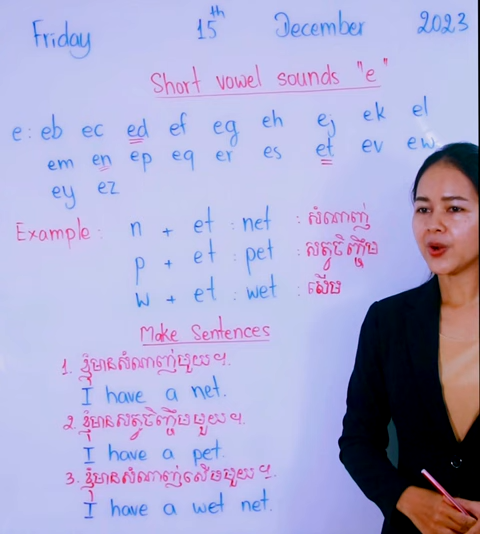 Friday 15th December 2023
Short vowel sounds "e"
e: eb ec ed ef eg eh ej ek el
em en ep eq er es et ev ew
ey ez
Example: n + et : net : សំណាញ់
p + et : pet : សត្វចិញ្ចឹម
w + et : wet : សើម
Make Sentences
1. ខ្ញុំមានសំណាញ់មួយ។
I have a net.
2. ខ្ញុំមានសត្វចិញ្ចឹមមួយ។
I have a pet.
3. ខ្ញុំមានសំណាញ់សើមមួយ។
I have a wet net.